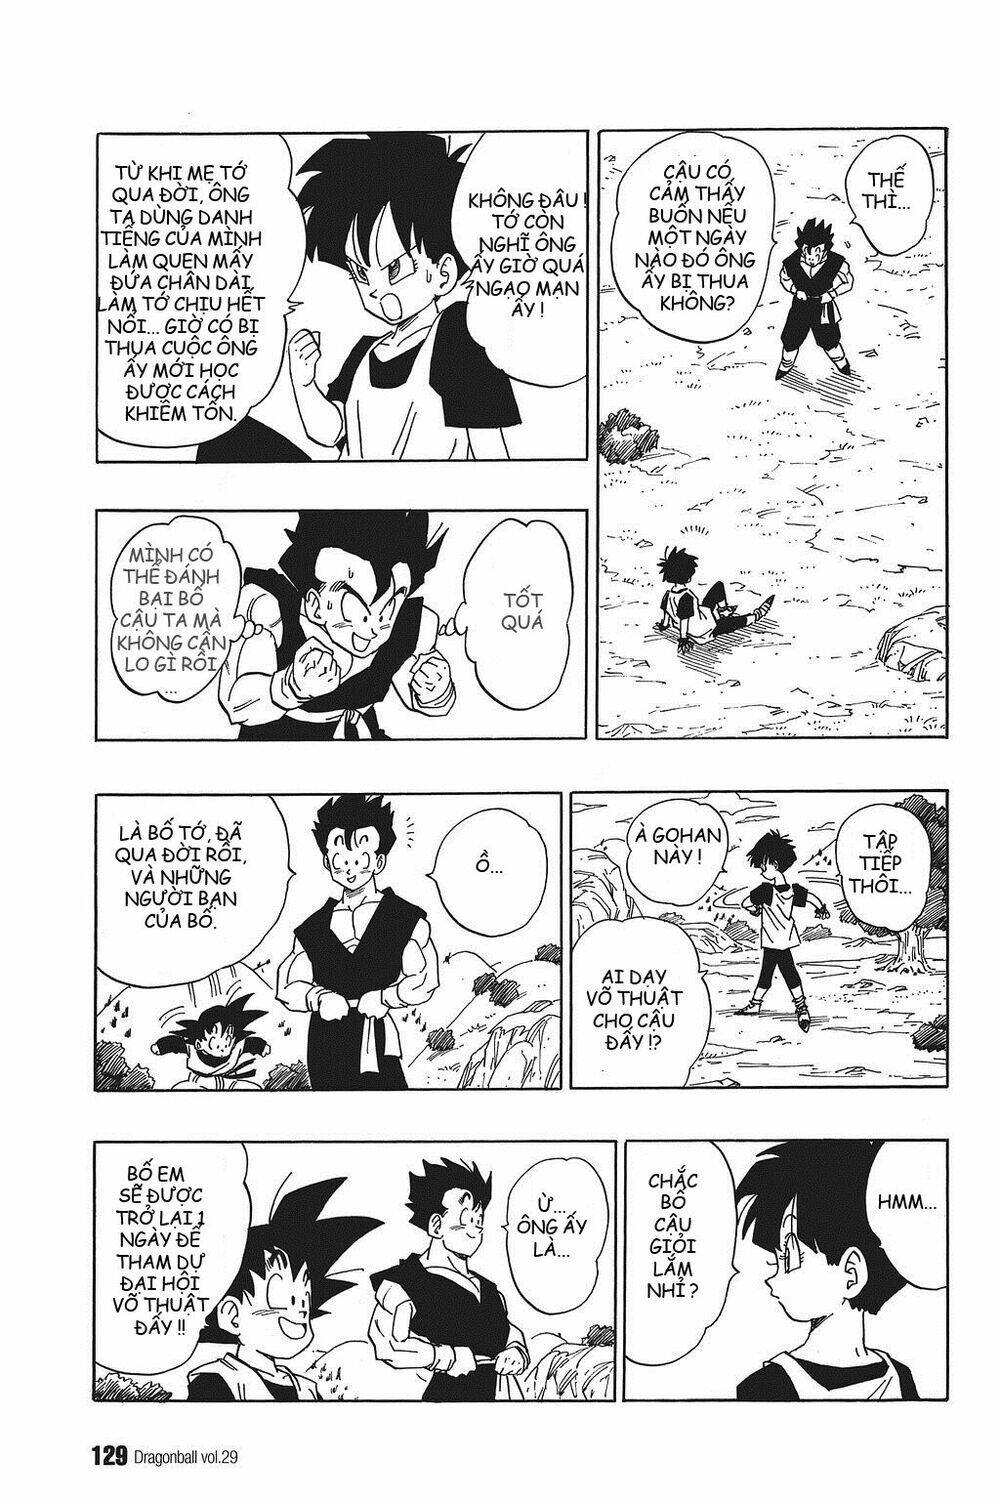 THẾ
THÌ...
CẬU CÓ
CẢM THẤY
BUỒN NẾU
MỘT NGÀY
NÀO ĐÓ ÔNG
ẤY BỊ THUA
KHÔNG?
KHÔNG ĐÂU!
TỚ CÒN
NGHĨ ÔNG
ẤY GIỜ QUÁ
NGẠO MẠN
ẤY!
TỪ KHI MẸ TỚ
QUA ĐỜI, ÔNG
TA DÙNG DANH
TIẾNG CỦA MÌNH
LÀM QUEN MẤY
ĐỨA CHÂN DÀI,
LÀM TỚ CHỊU HẾT
NỔI... GIỜ CÓ BỊ
THUA CUỘC ÔNG
ẤY MỚI HỌC
ĐƯỢC CÁCH
KHIÊM TỐN.
TỐT
QUÁ
MÌNH CÓ
THỂ ĐÁNH
BẠI BỐ
CẬU TA MÀ
KHÔNG CẦN
LO GÌ RỒI
...
TẬP
TIẾP
THÔI...
À GOHAN
NÀY!
AI DẠY
VÕ THUẬT
CHO CẬU
ĐẤY!?
Ồ...
LÀ BỐ TỚ, ĐÃ
QUA ĐỜI RỒI,
VÀ NHỮNG
NGƯỜI BẠN
CỦA BỐ.
HMM...
CHẮC
BỐ
CẬU
GIỎI
LẮM
NHỈ?
Ừ...
ÔNG ẤY
LÀ...
BỐ EM
SẼ ĐƯỢC
TRỞ LẠI 1
NGÀY ĐỂ
THAM DỰ
ĐẠI HỘI
VÕ THUẬT
ĐẤY!!
129 Dragonball vol.29